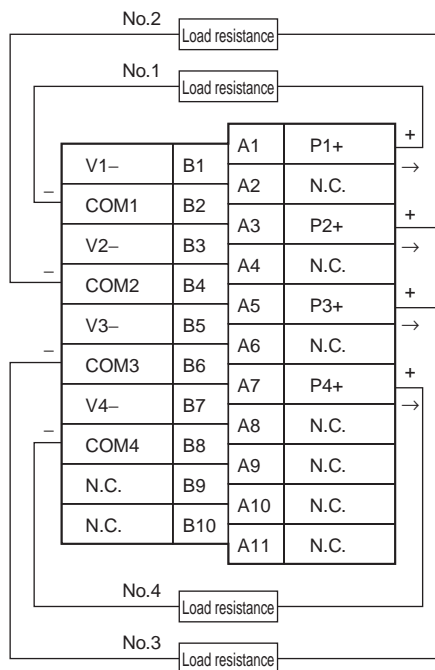 No.2
Load resistance
No.1
Load resistance
A1 P1+ +
→
V1– B1
A2 N.C.
– COM1 B2
A3 P2+ +
→
V2– B3
A4 N.C.
– COM2 B4
A5 P3+ +
→
V3– B5
A6 N.C.
– COM3 B6
A7 P4+ +
→
V4– B7
A8 N.C.
– COM4 B8
A9 N.C.
N.C. B9
A10 N.C.
N.C. B10
A11 N.C.
No.4
Load resistance
No.3
Load resistance